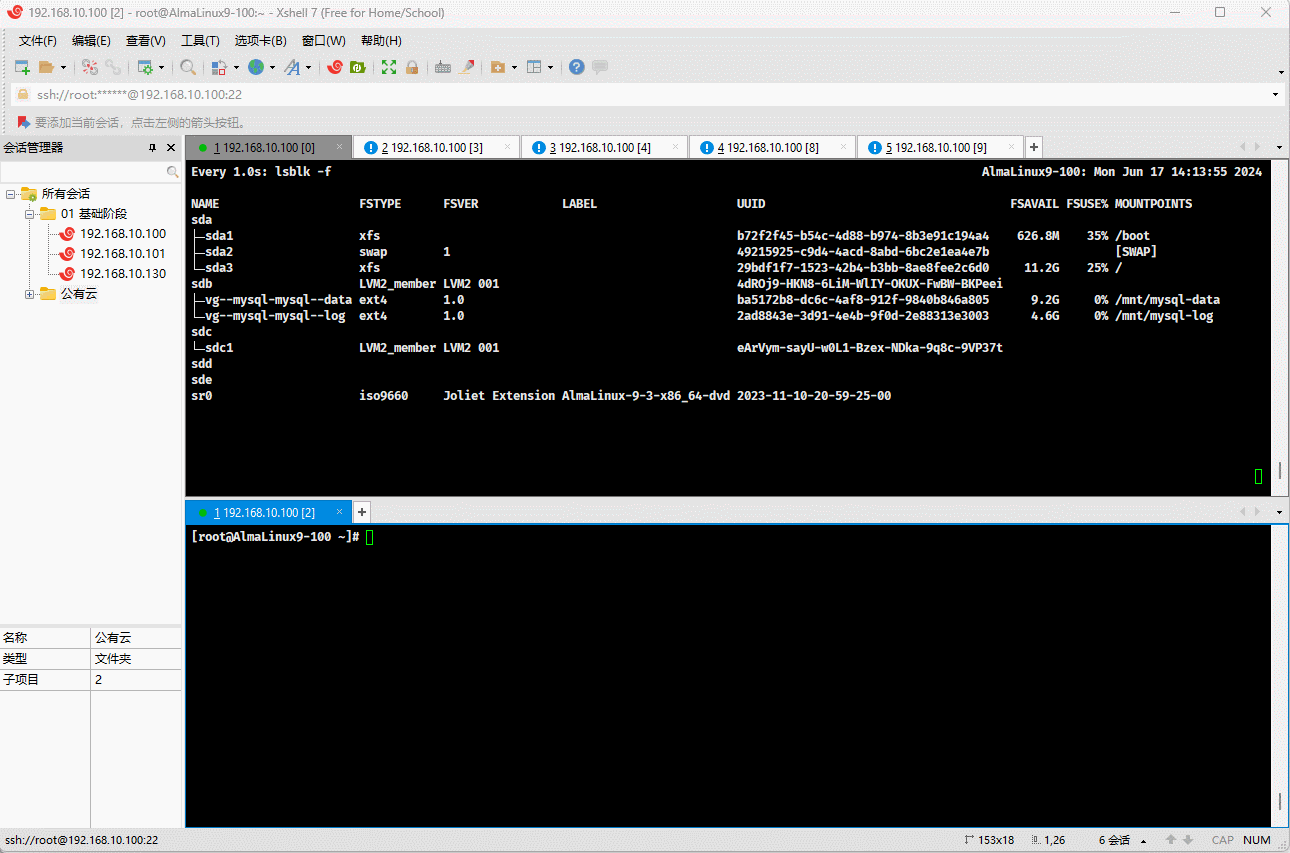 192.168.10.100 [2] - root@AlmaLinux9-100:~ - Xshell 7 (Free for Home/School)
文件(F) 编辑(E) 查看(V) 工具(T) 选项卡(B) 窗口(W) 帮助(H)
ssh://root:******@192.168.10.100:22
要添加当前会话，点击左侧的箭头按钮。
会话管理器
所有会话
01 基础阶段
192.168.10.100
192.168.10.101
192.168.10.130
公有云
名称 公有云
类型 文件夹
子项目 2
1 192.168.10.100 [0] 2 192.168.10.100 [3] 3 192.168.10.100 [4] 4 192.168.10.100 [8] 5 192.168.10.100 [9] +
Every 1.0s: lsblk -f AlmaLinux9-100: Mon Jun 17 14:13:55 2024
NAME FSTYPE FSVER LABEL UUID FSAVAIL FSUSE% MOUNTPOINTS
sda
├─sda1 xfs b72f2f45-b54c-4d88-b974-8b3e91c194a4 626.8M 35% /boot
├─sda2 swap 1 49215925-c9d4-4acd-8abd-6bc2e1ea4e7b [SWAP]
└─sda3 xfs 29bdf1f7-1523-42b4-b3bb-8ae8fee2c6d0 11.2G 25% /
sdb LVM2_member LVM2 001 4dROj9-HKN8-6LiM-WlIY-OKUX-FwBW-BKPeei
├─vg--mysql-mysql--data ext4 1.0 ba5172b8-dc6c-4af8-912f-9840b846a805 9.2G 0% /mnt/mysql-data
└─vg--mysql-mysql--log ext4 1.0 2ad8843e-3d91-4e4b-9f0d-2e88313e3003 4.6G 0% /mnt/mysql-log
sdc
└─sdc1 LVM2_member LVM2 001 eArVym-sayU-w0L1-Bzex-NDka-9q8c-9VP37t
sdd
sde
sr0 iso9660 Joliet Extension AlmaLinux-9-3-x86_64-dvd 2023-11-10-20-59-25-00
1 192.168.10.100 [2] +
[root@AlmaLinux9-100 ~]#
ssh://root@192.168.10.100:22 153x18 1,26 6 会话 CAP NUM